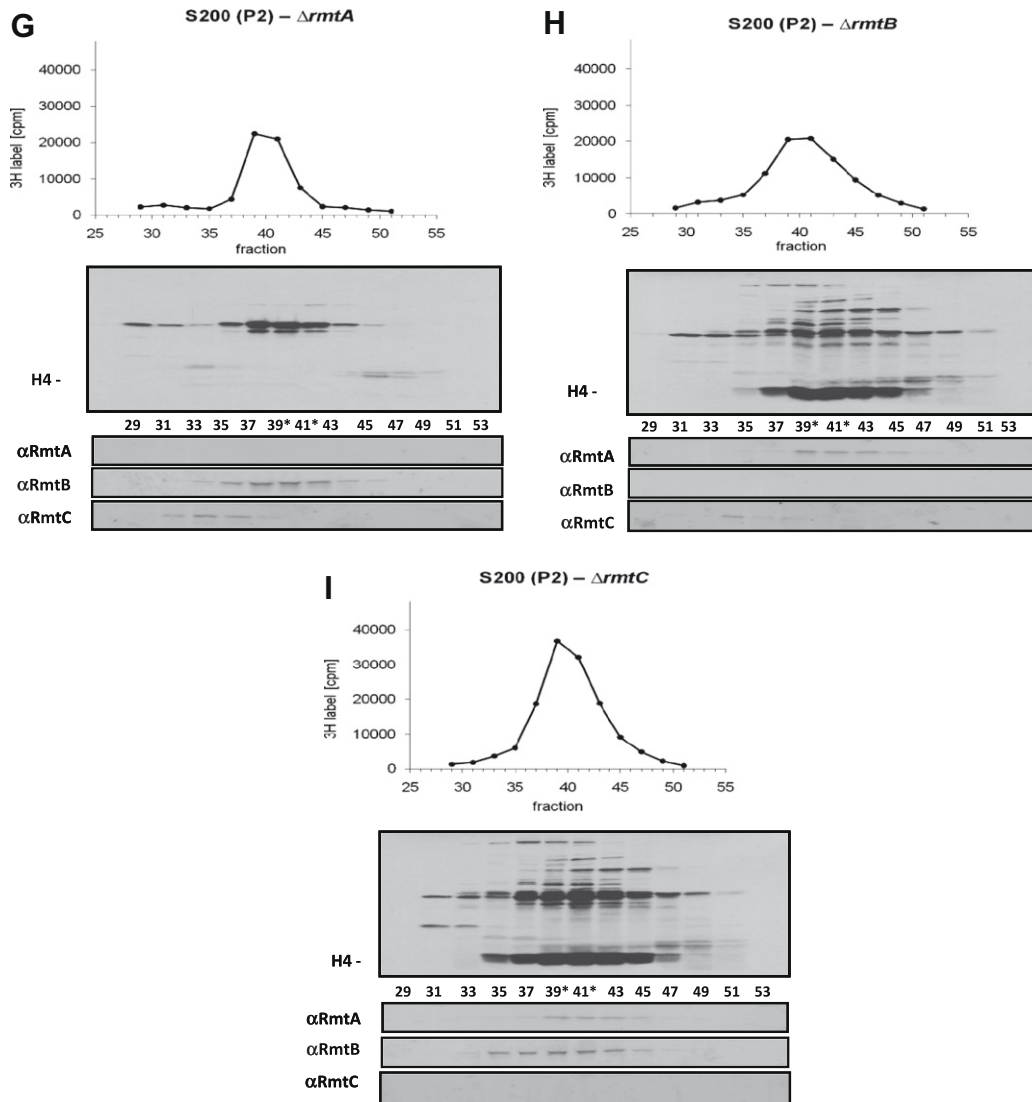 G
S200 (P2) – ΔrmtA
3H label [cpm]
40000
30000
20000
10000
0
25 30 35 40 45 50 55
fraction
H4 -
29 31 33 35 37 39* 41* 43 45 47 49 51 53
αRmtA
αRmtB
αRmtC
H
S200 (P2) – ΔrmtB
3H label [cpm]
40000
30000
20000
10000
0
25 30 35 40 45 50 55
fraction
H4 -
29 31 33 35 37 39* 41* 43 45 47 49 51 53
αRmtA
αRmtB
αRmtC
I
S200 (P2) – ΔrmtC
3H label [cpm]
40000
30000
20000
10000
0
25 30 35 40 45 50 55
fraction
H4 -
29 31 33 35 37 39* 41* 43 45 47 49 51 53
αRmtA
αRmtB
αRmtC